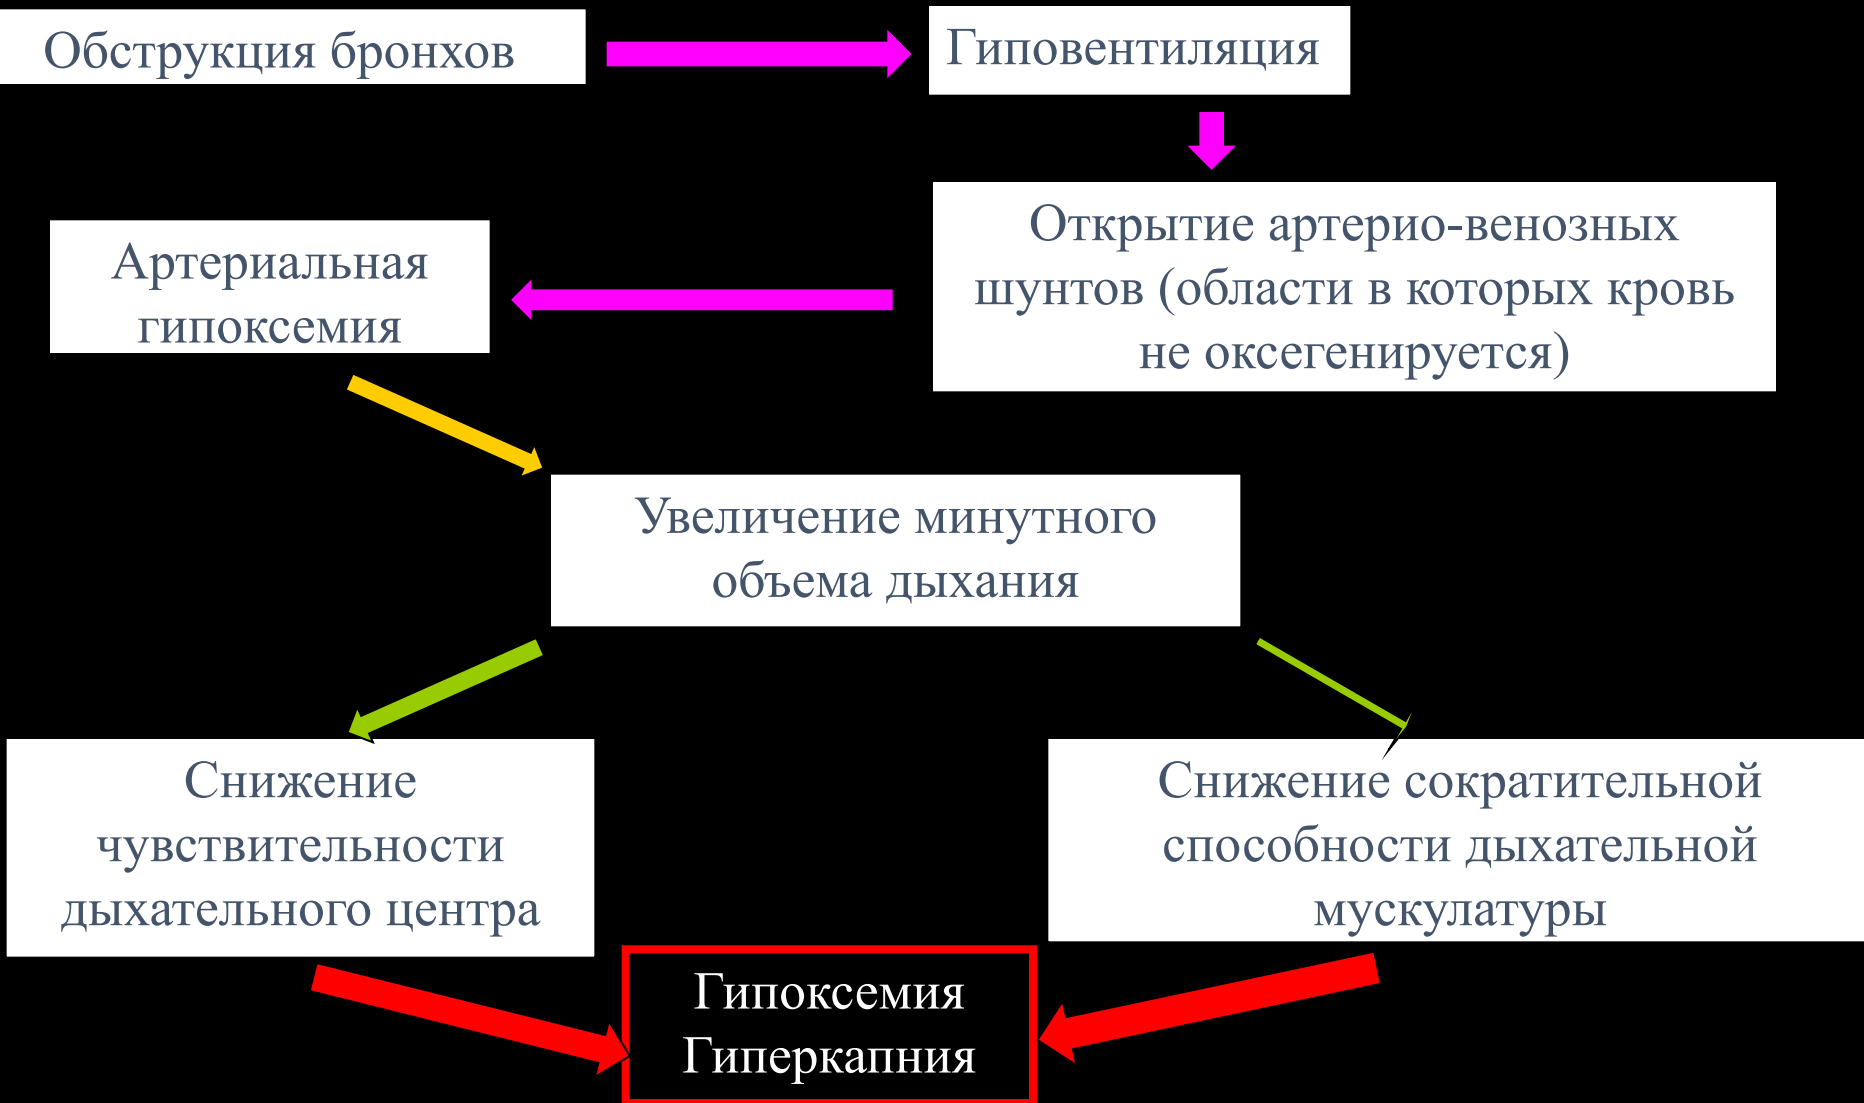 Обструкция бронхов
Гиповентиляция
Открытие артерио-венозных
шунтов (области в которых кровь
не оксегенируется)
Артериальная
гипоксемия
Увеличение минутного
объема дыхания
Снижение
чувствительности
дыхательного центра
Снижение сократительной
способности дыхательной
мускулатуры
Гипоксемия
Гиперкапния